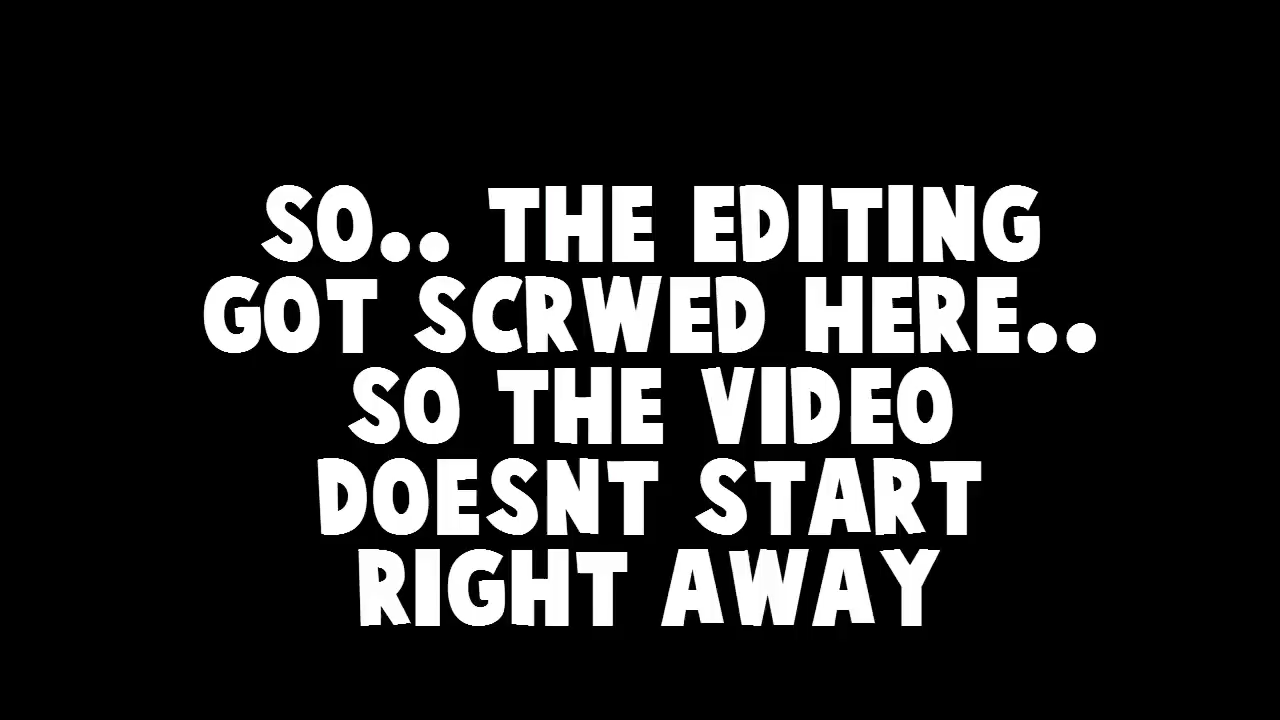 SO.. THE EDITING
GOT SCRWED HERE..
SO THE VIDEO
DOESNT START
RIGHT AWAY